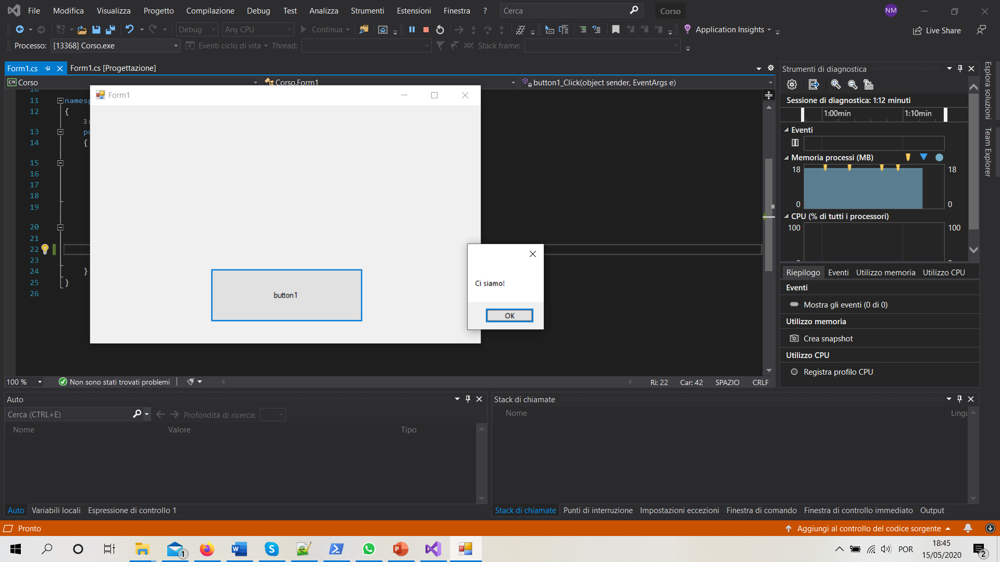 File Modifica Visualizza Progetto Compilazione Debug Test Analizza Strumenti Estensioni Finestra ? Cerca Corso NM
Debug Any CPU Continua Application Insights Live Share
Processo: [13368] Corso.exe Eventi ciclo di vita Thread: Stack frame:
Form1.cs Form1.cs [Progettazione]
C# Corso Corso.Form1 button1_Click(object sender, EventArgs e)
11 namesp
12 {
3
13 pu
14 {
15
16
17
18
19
20
21
22
23
24 }
25 }
26
Form1
button1
Ci siamo!
OK
100 % Non sono stati trovati problemi Ri: 22 Car: 42 SPAZIO CRLF
Strumenti di diagnostica
Sessione di diagnostica: 1:12 minuti
1:00min 1:10min
Eventi
Memoria processi (MB)
18 18
0 0
CPU (% di tutti i processori)
100 100
Riepilogo Eventi Utilizzo memoria Utilizzo CPU
Eventi
Mostra gli eventi (0 di 0)
Utilizzo memoria
Crea snapshot
Utilizzo CPU
Registra profilo CPU
Esplora soluzioni
Team Explorer
Auto
Cerca (CTRL+E) Profondità di ricerca:
Nome Valore Tipo
Auto Variabili locali Espressione di controllo 1
Stack di chiamate
Nome Lingu
Stack di chiamate Punti di interruzione Impostazioni eccezioni Finestra di comando Finestra di controllo immediato Output
Pronto Aggiungi al controllo del codice sorgente
1 POR 18:45
15/05/2020 2